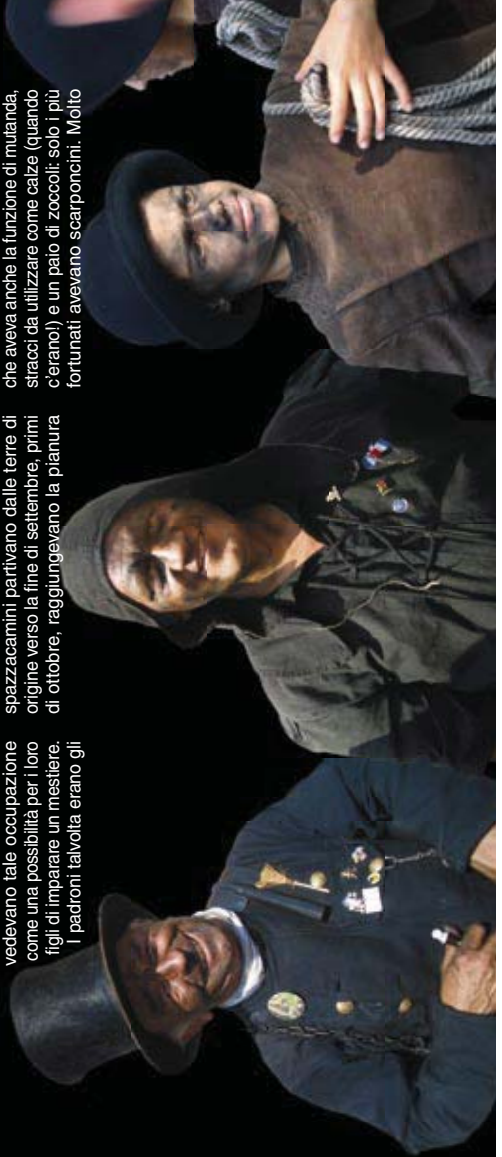 vedevano tale occupazione
come una possibilità per i loro
figli di imparare un mestiere.
I padroni talvolta erano gli
spazzacamini partivano dalle terre di
origine verso la fine di settembre, primi
di ottobre, raggiungevano la pianura
che aveva anche la funzione di mutanda,
stracci da utilizzare come calze (quando
c'erano!) e un paio di zoccoli: solo i più
fortunati avevano scarponcini. Molto